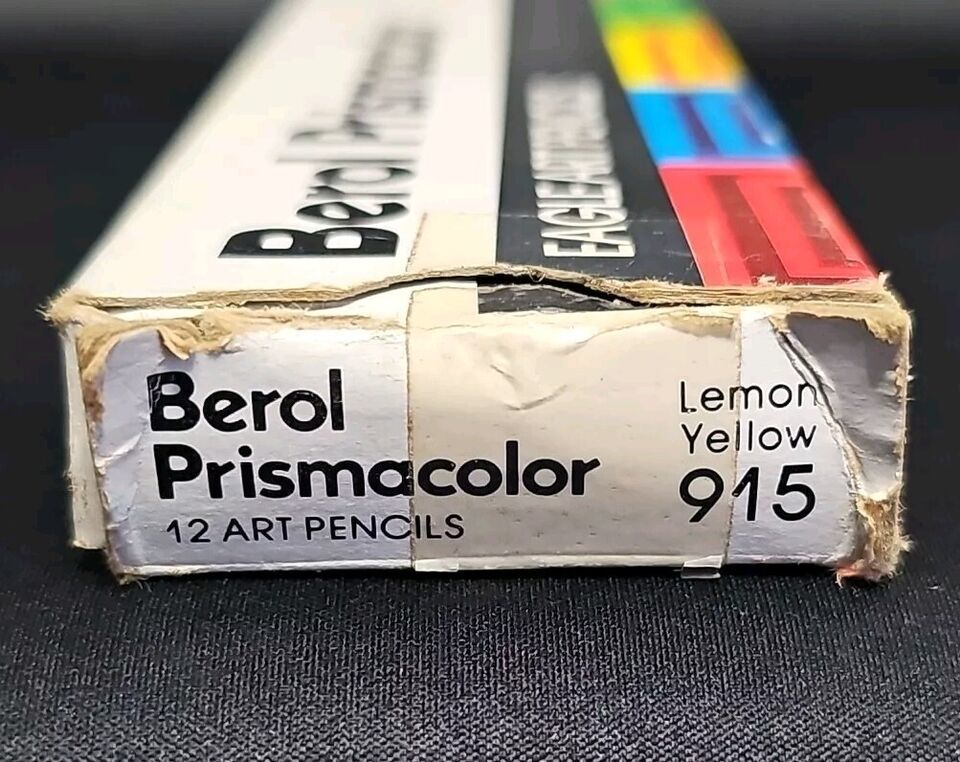 Berol Prismacolor
EAGLE ART PENCILS
Berol
Prismacolor
12 ART PENCILS
Lemon
Yellow
915